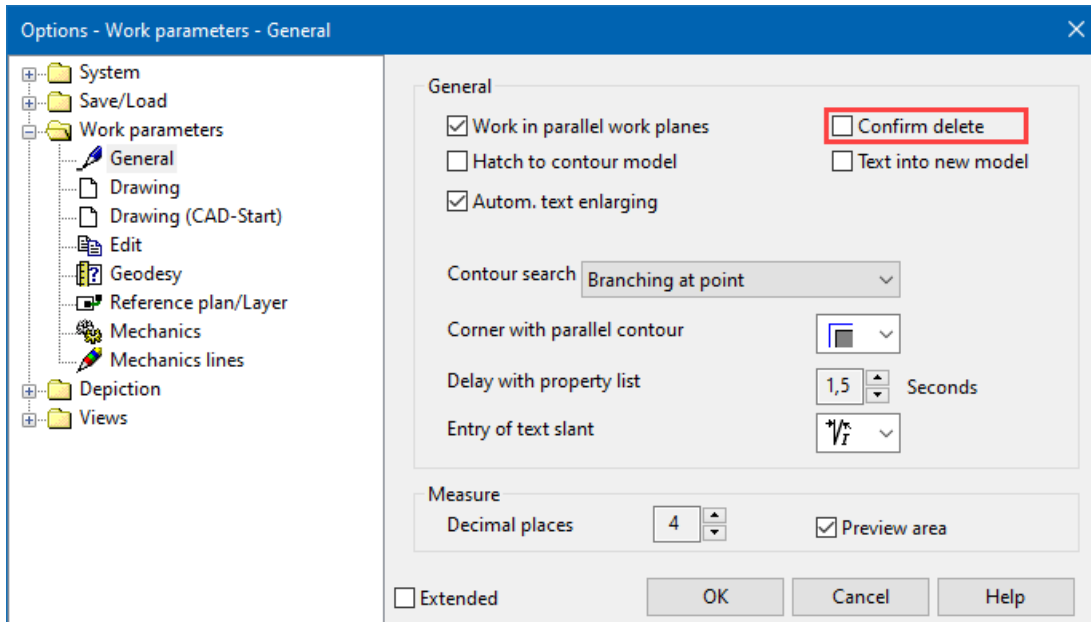 Options - Work parameters - General
System
Save/Load
Work parameters
General
Drawing
Drawing (CAD-Start)
Edit
Geodesy
Reference plan/Layer
Mechanics
Mechanics lines
Depiction
Views
General
Work in parallel work planes
Confirm delete
Hatch to contour model
Text into new model
Autom. text enlarging
Contour search Branching at point
Corner with parallel contour
Delay with property list 1,5 Seconds
Entry of text slant
Measure
Decimal places 4
Preview area
Extended
OK
Cancel
Help